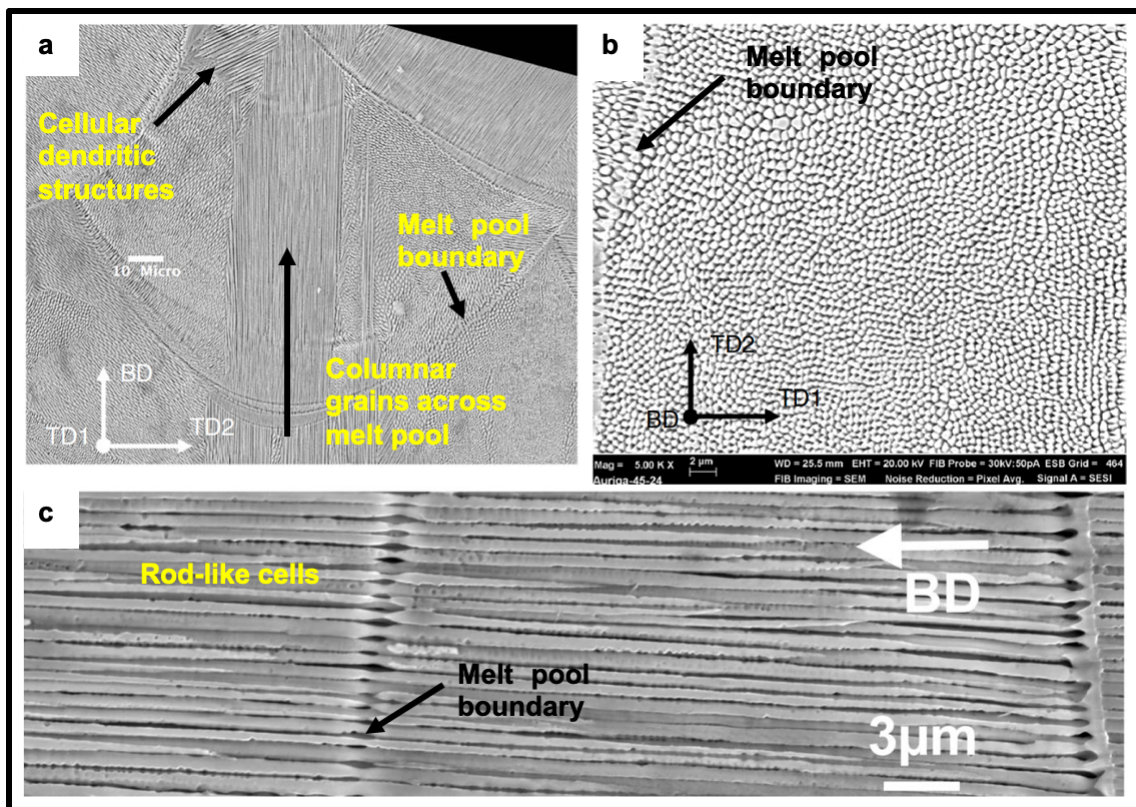 a
Cellular
dendritic
structures
Melt pool
boundary
10 Micro
Columnar
grains across
melt pool
BD
TD1
TD2
b
Melt pool
boundary
TD2
TD1
BD
Mag = 5.00 K X
2 µm
WD = 25.5 mm EHT = 20.00 kV FIB Probe = 30kV:50pA ESB Grid = 464
Auriga-45-24
FIB Imaging = SEM Noise Reduction = Pixel Avg. Signal A = SESI
c
Rod-like cells
BD
Melt pool
boundary
3µm